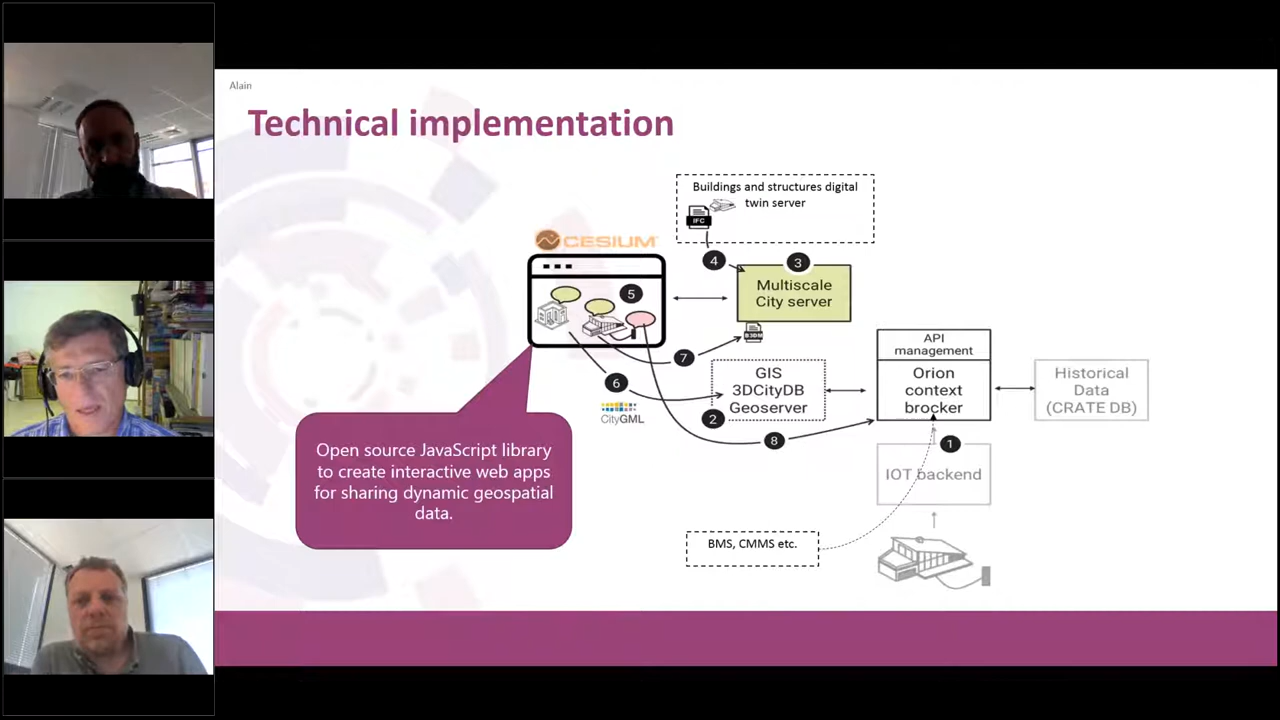 Alain
Technical implementation
Buildings and structures digital
twin server
IFC
CESIUM
4
3
5
Multiscale
City server
B3DM
7
6
CityGML
GIS
3DCityDB
Geoserver
2
8
API
management
Orion
context
brocker
Historical
Data
(CRATE DB)
1
IOT backend
BMS, CMMS etc.
Open source JavaScript library
to create interactive web apps
for sharing dynamic geospatial
data.